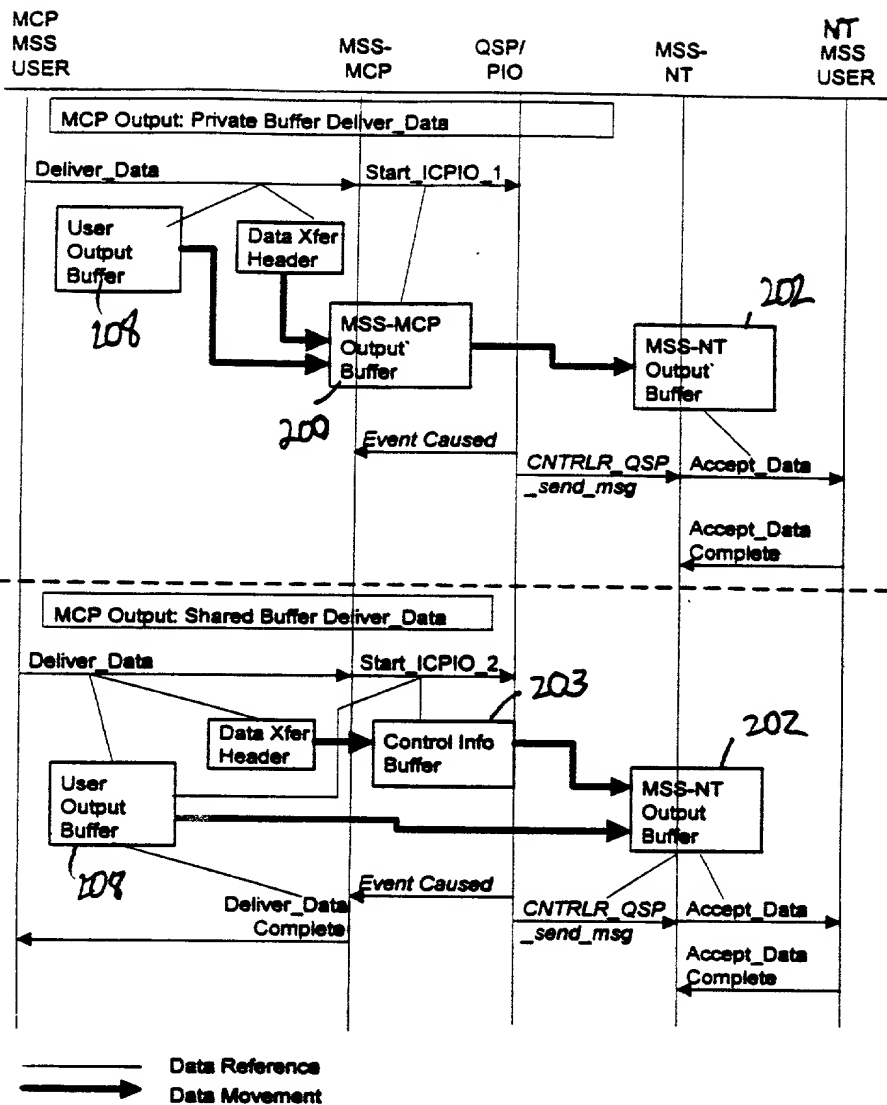 MCP
MSS
USER
MSS-
MCP
QSP/
PIO
MSS-
NT
NT
MSS
USER
MCP Output: Private Buffer Deliver_Data
Deliver_Data
Start_ICPIO_1
User
Output
Buffer
Data Xfer
Header
208
MSS-MCP
Output`
Buffer
200
202
MSS-NT
Output`
Buffer
Event Caused
CNTRLR_QSP
_send_msg
Accept_Data
Accept_Data
Complete
MCP Output: Shared Buffer Deliver_Data
Deliver_Data
Start_ICPIO_2
203
Data Xfer
Header
Control Info
Buffer
202
User
Output
Buffer
MSS-NT
Output
Buffer
208
Event Caused
Deliver_Data
Complete
CNTRLR_QSP
_send_msg
Accept_Data
Accept_Data
Complete
Data Reference
Data Movement